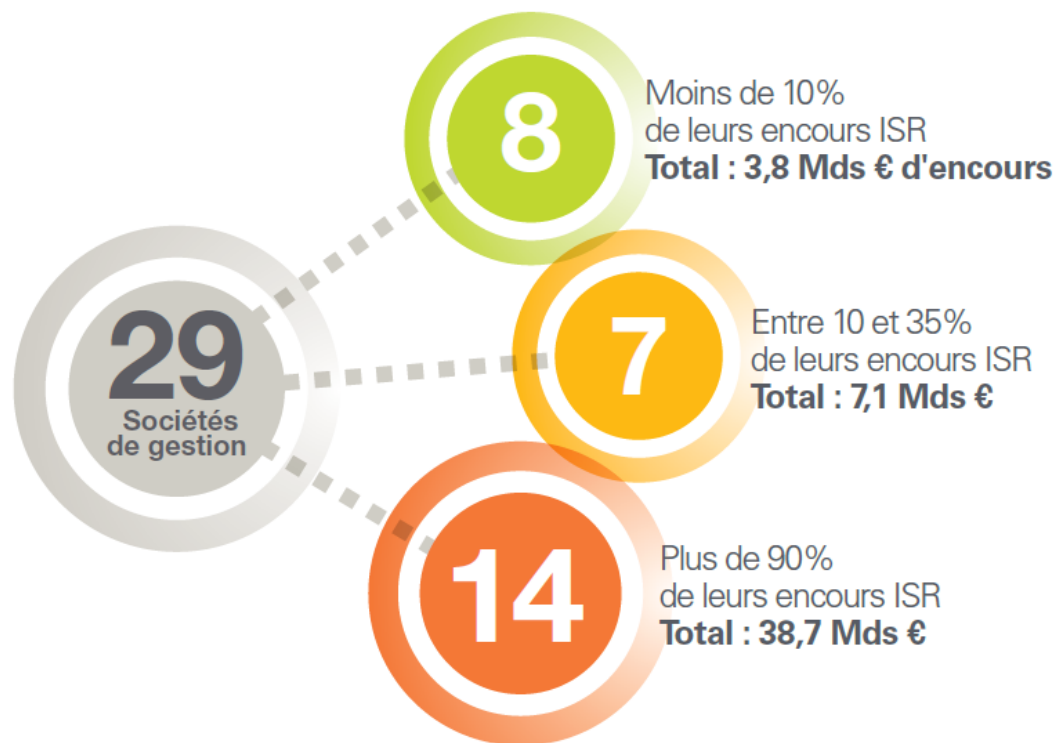 8
Moins de 10%
de leurs encours ISR
Total : 3,8 Mds € d'encours
29
Sociétés
de gestion
7
Entre 10 et 35%
de leurs encours ISR
Total : 7,1 Mds €
14
Plus de 90%
de leurs encours ISR
Total : 38,7 Mds €